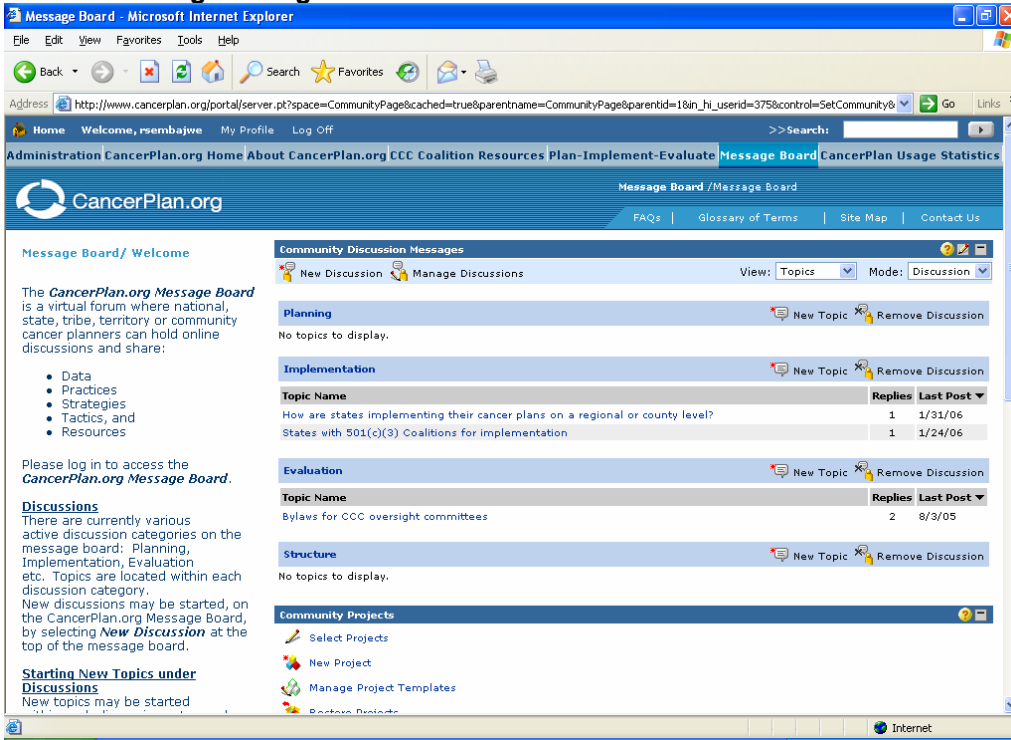 Message Board - Microsoft Internet Explorer
File Edit View Favorites Tools Help
Back Search Favorites
Address http://www.cancerplan.org/portal/server.pt?space=CommunityPage&cached=true&parentname=CommunityPage&parentid=1&in_hi_userid=375&control=SetCommunity& Go Links
Home Welcome, rsembajwe My Profile Log Off >>Search:
Administration CancerPlan.org Home About CancerPlan.org CCC Coalition Resources Plan-Implement-Evaluate Message Board CancerPlan Usage Statistics
CancerPlan.org
Message Board /Message Board
FAQs | Glossary of Terms | Site Map | Contact Us
Message Board/ Welcome
The CancerPlan.org Message Board
is a virtual forum where national,
state, tribe, territory or community
cancer planners can hold online
discussions and share:
• Data
• Practices
• Strategies
• Tactics, and
• Resources
Please log in to access the
CancerPlan.org Message Board.
Discussions
There are currently various
active discussion categories on the
message board: Planning,
Implementation, Evaluation
etc. Topics are located within each
discussion category.
New discussions may be started, on
the CancerPlan.org Message Board,
by selecting New Discussion at the
top of the message board.
Starting New Topics under
Discussions
New topics may be started
Community Discussion Messages
New Discussion Manage Discussions View: Topics Mode: Discussion
Planning New Topic Remove Discussion
No topics to display.
Implementation New Topic Remove Discussion
Topic Name Replies Last Post
How are states implementing their cancer plans on a regional or county level? 1 1/31/06
States with 501(c)(3) Coalitions for implementation 1 1/24/06
Evaluation New Topic Remove Discussion
Topic Name Replies Last Post
Bylaws for CCC oversight committees 2 8/3/05
Structure New Topic Remove Discussion
No topics to display.
Community Projects
Select Projects
New Project
Manage Project Templates
Restore Projects
Internet